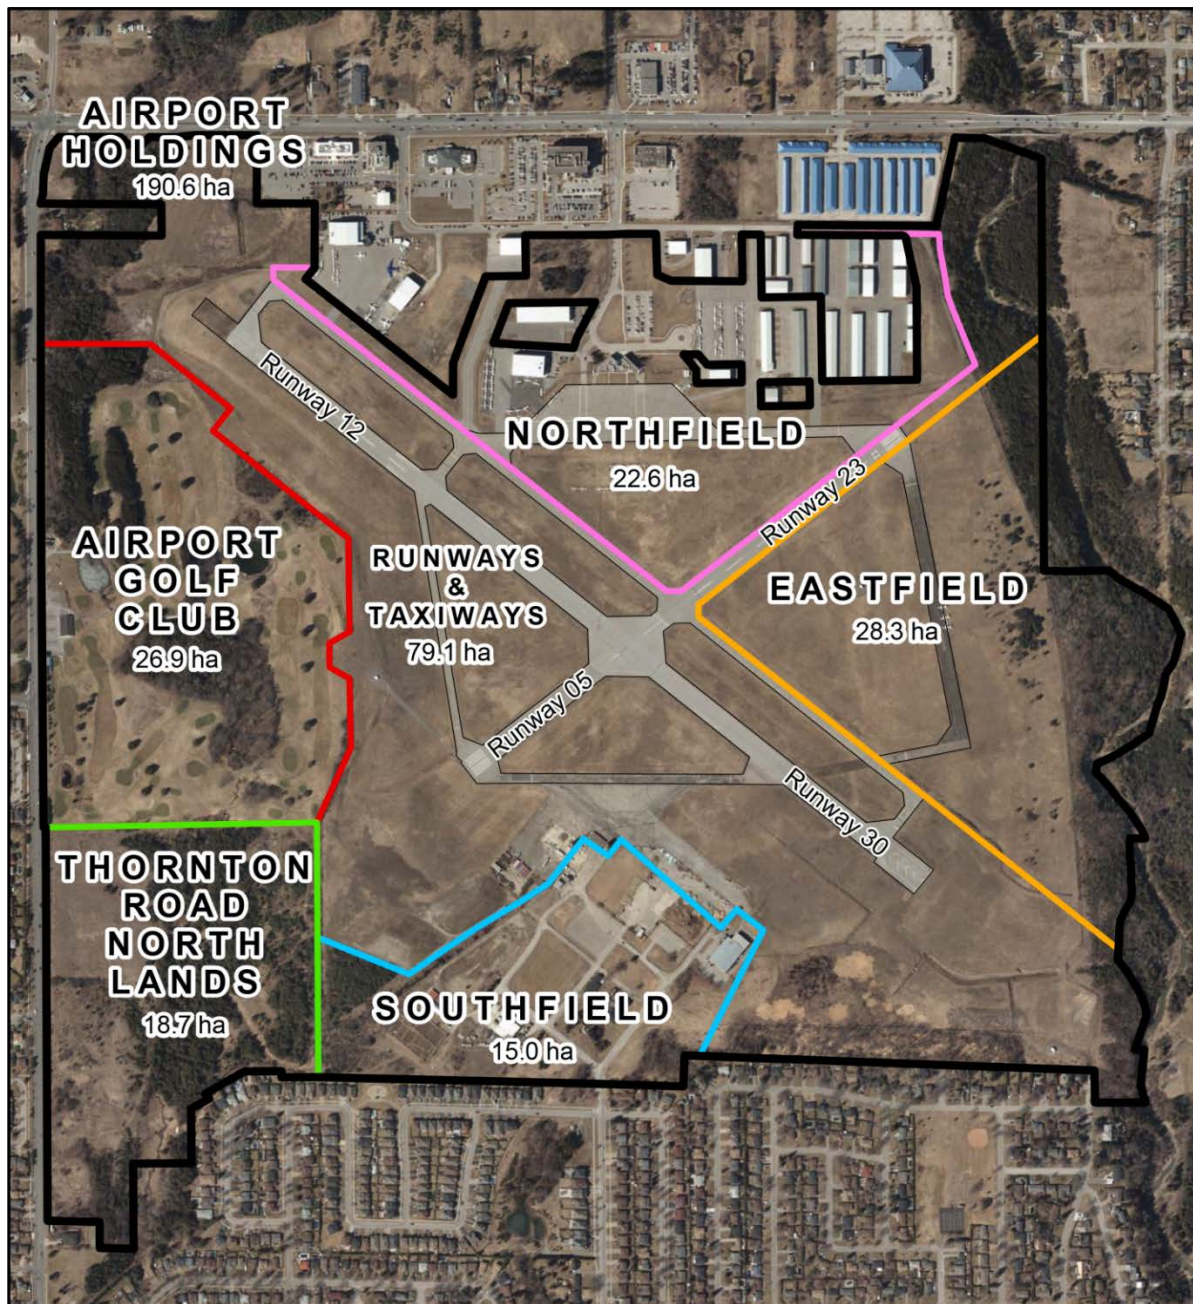 AIRPORT
HOLDINGS
190.6 ha
Runway 12
NORTHFIELD
22.6 ha
Runway 23
AIRPORT
GOLF
CLUB
26.9 ha
RUNWAYS
&
TAXIWAYS
79.1 ha
EASTFIELD
28.3 ha
Runway 05
Runway 30
THORNTON
ROAD
NORTH
LANDS
18.7 ha
SOUTHFIELD
15.0 ha